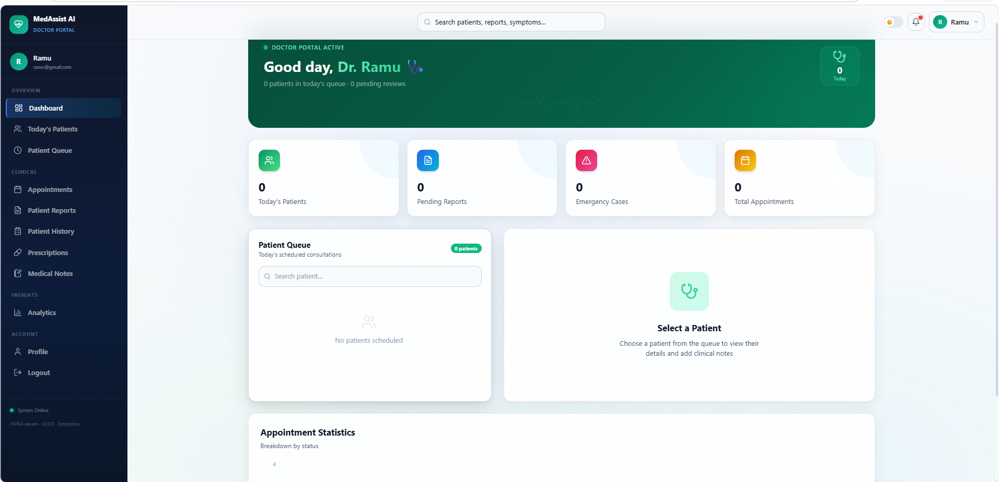 MedAssist AI
DOCTOR PORTAL
R
Ramu
ramu@gmail.com
OVERVIEW
Dashboard
Today's Patients
Patient Queue
CLINICAL
Appointments
Patient Reports
Patient History
Prescriptions
Medical Notes
INSIGHTS
Analytics
ACCOUNT
Profile
Logout
System Online
HIPAA-aware · v2.0.0 · Enterprise
Search patients, reports, symptoms...
R
Ramu
DOCTOR PORTAL ACTIVE
Good day, Dr. Ramu
0 patients in today's queue · 0 pending reviews
0
Today
0
Today's Patients
0
Pending Reports
0
Emergency Cases
0
Total Appointments
Patient Queue
Today's scheduled consultations
0 patients
Search patient...
No patients scheduled
Select a Patient
Choose a patient from the queue to view their
details and add clinical notes
Appointment Statistics
Breakdown by status
4